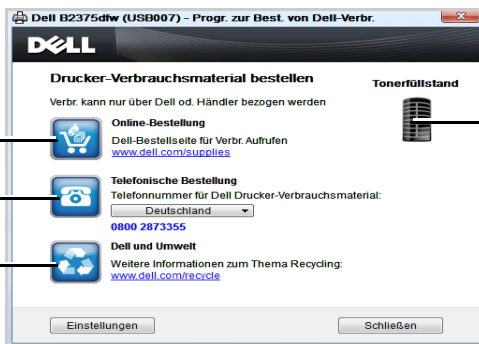 Dell B2375dfw (USB007) - Progr. zur Best. von Dell-Verbr.
DELL
Drucker-Verbrauchsmaterial bestellen
Tonerfüllstand
Verbr. kann nur über Dell od. Händler bezogen werden
Online-Bestellung
Dell-Bestellseite für Verbr. Aufrufen
www.dell.com/supplies
Telefonische Bestellung
Telefonnummer für Dell Drucker-Verbrauchsmaterial:
Deutschland
0800 2873355
Dell und Umwelt
Weitere Informationen zum Thema Recycling:
www.dell.com/recycle
Einstellungen
Schließen